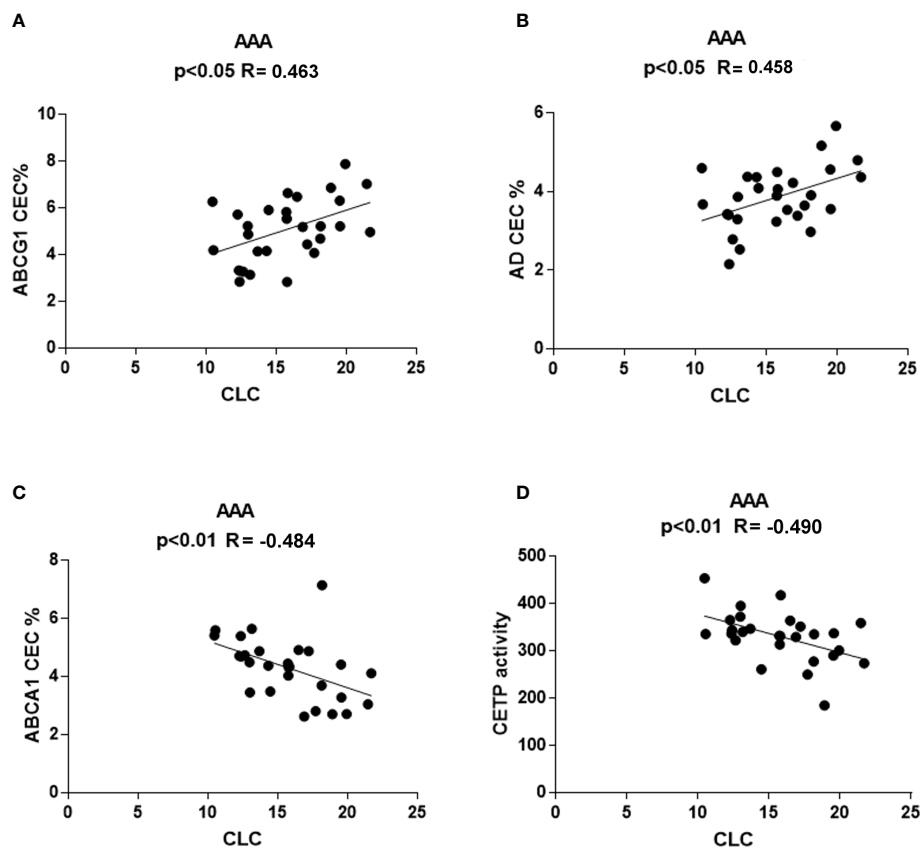 A
AAA
p<0.05 R= 0.463
10
8
6
4
2
0
ABCG1 CEC%
0 5 10 15 20 25
CLC
B
AAA
p<0.05 R= 0.458
6
4
2
0
AD CEC %
0 5 10 15 20 25
CLC
C
AAA
p<0.01 R= -0.484
8
6
4
2
0
ABCA1 CEC %
0 5 10 15 20 25
CLC
D
AAA
p<0.01 R= -0.490
500
400
300
200
100
0
CETP activity
0 5 10 15 20 25
CLC